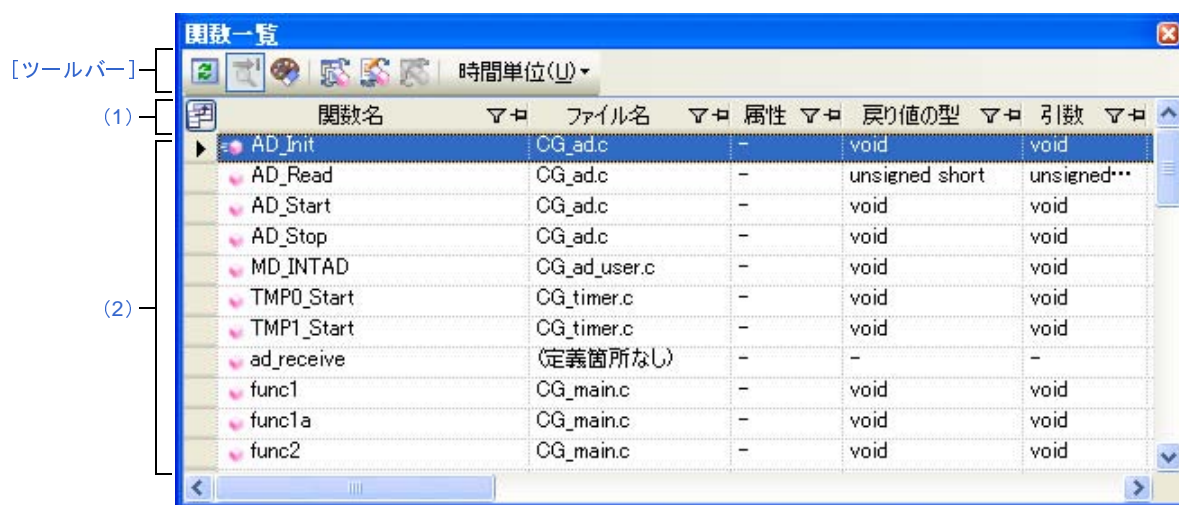 関数一覧
[ツールバー]
時間単位(U)
(1)
関数名 ファイル名 属性 戻り値の型 引数
(2)
AD_Init CG_ad.c - void void
AD_Read CG_ad.c - unsigned short unsigned…
AD_Start CG_ad.c - void void
AD_Stop CG_ad.c - void void
MD_INTAD CG_ad_user.c - void void
TMP0_Start CG_timer.c - void void
TMP1_Start CG_timer.c - void void
ad_receive (定義箇所なし) - - -
func1 CG_main.c - void void
func1a CG_main.c - void void
func2 CG_main.c - void void